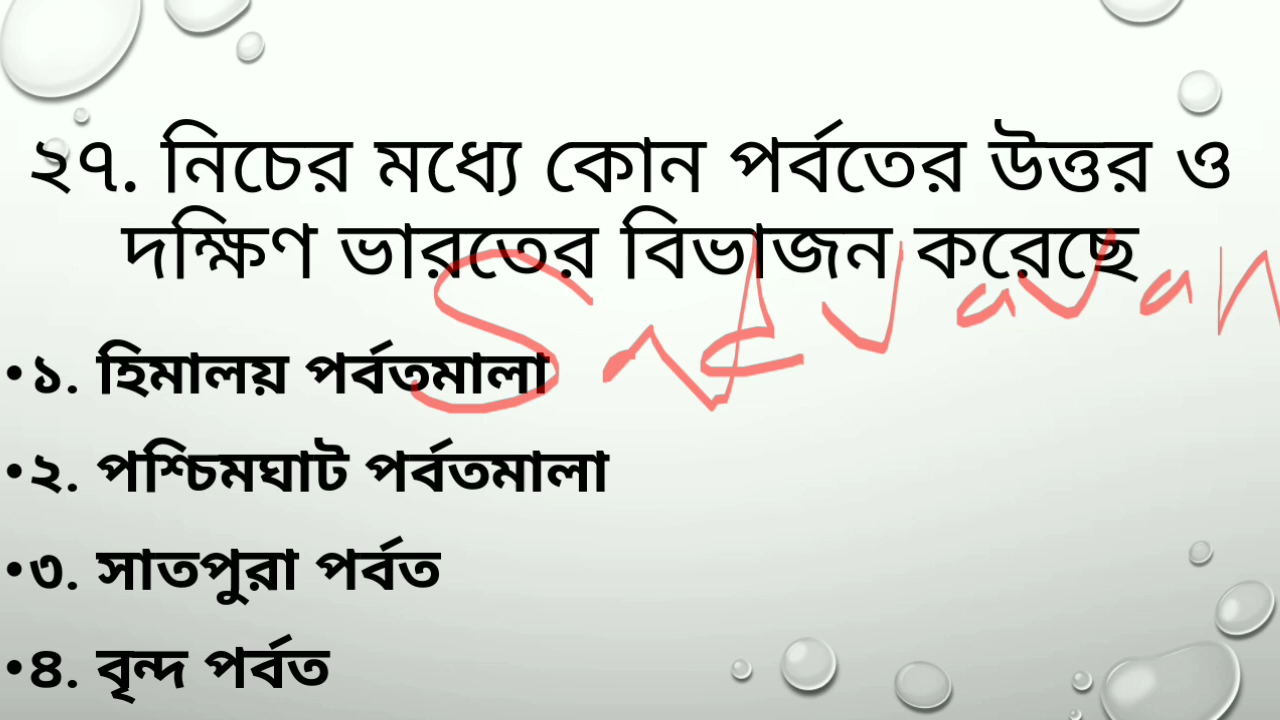 ২৭. নিচের মধ্যে কোন পর্বতের উত্তর ও
দক্ষিণ ভারতের বিভাজন করেছে
•১. হিমালয় পর্বতমালা
•২. পশ্চিমঘাট পর্বতমালা
•৩. সাতপুরা পর্বত
•৪. বৃন্দ পর্বত